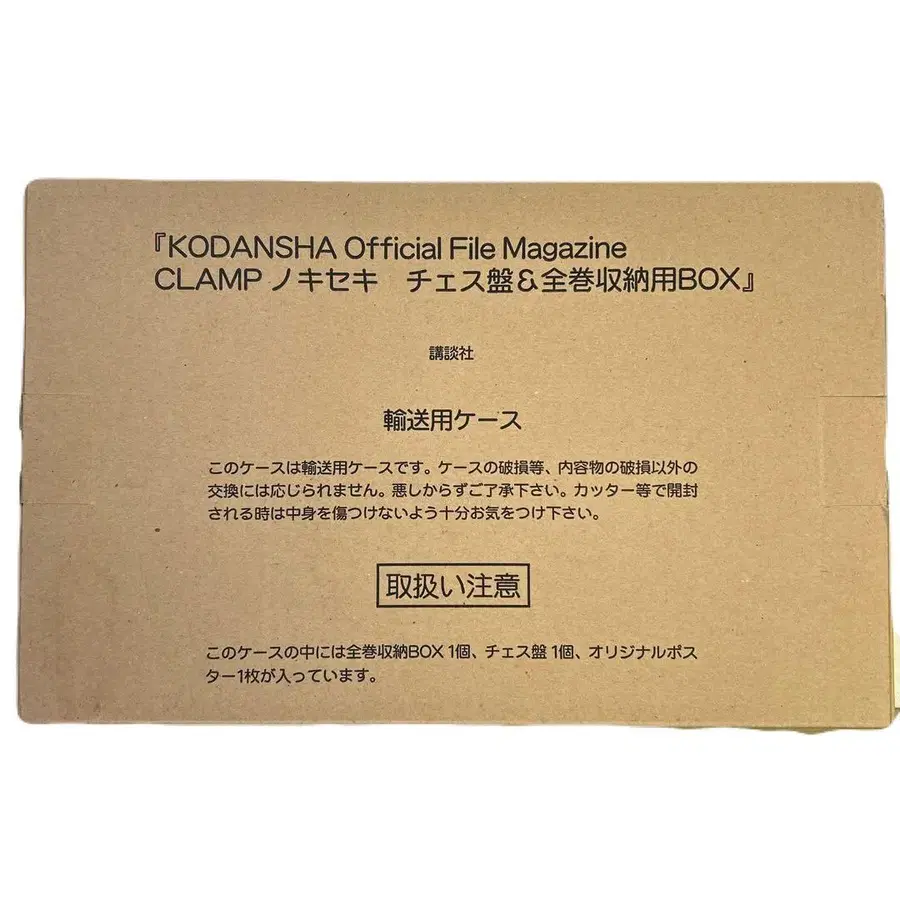 『KODANSHA Official File Magazine
CLAMP ノキセキ　チェス盤&全巻収納用BOX』
講談社
輸送用ケース
このケースは輸送用ケースです。ケースの破損等、内容物の破損以外の
交換には応じられません。悪しからずご了承下さい。カッター等で開封
される時は中身を傷つけないよう十分お気をつけ下さい。
取扱い注意
このケースの中には全巻収納BOX 1個、チェス盤 1個、オリジナルポス
ター1枚が入っています。